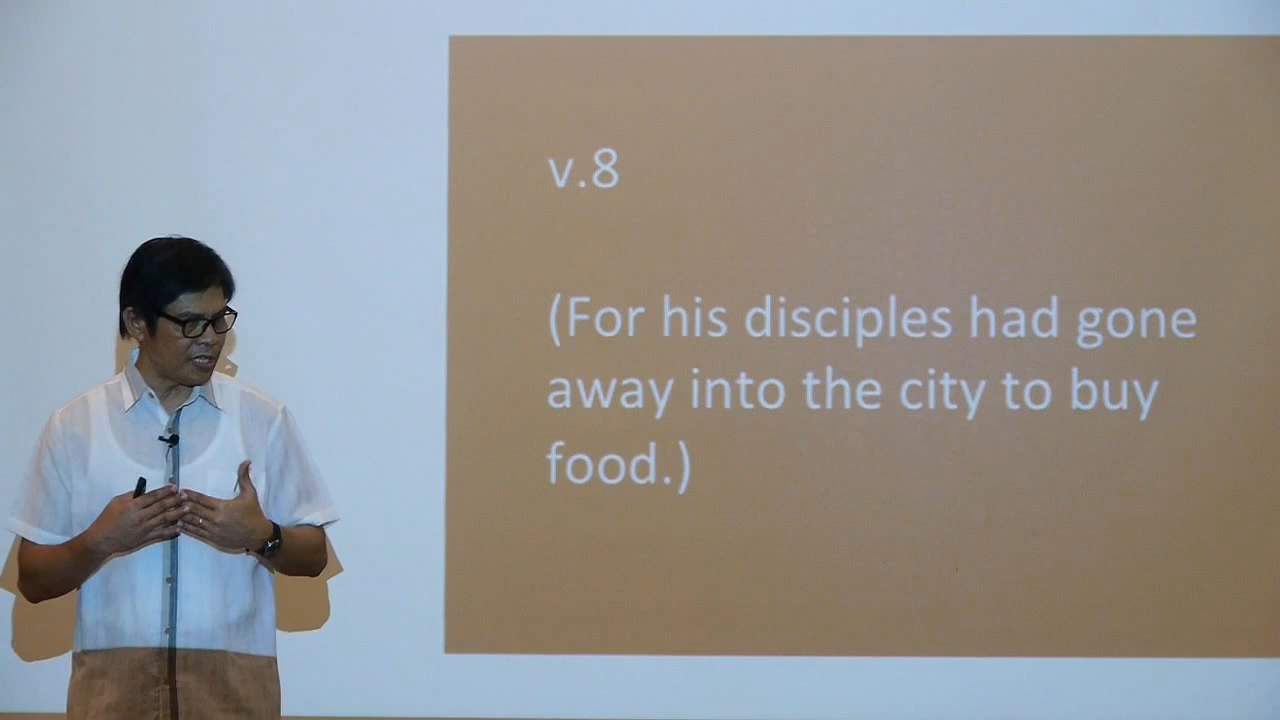 v.8
(For his disciples had gone
away into the city to buy
food.)